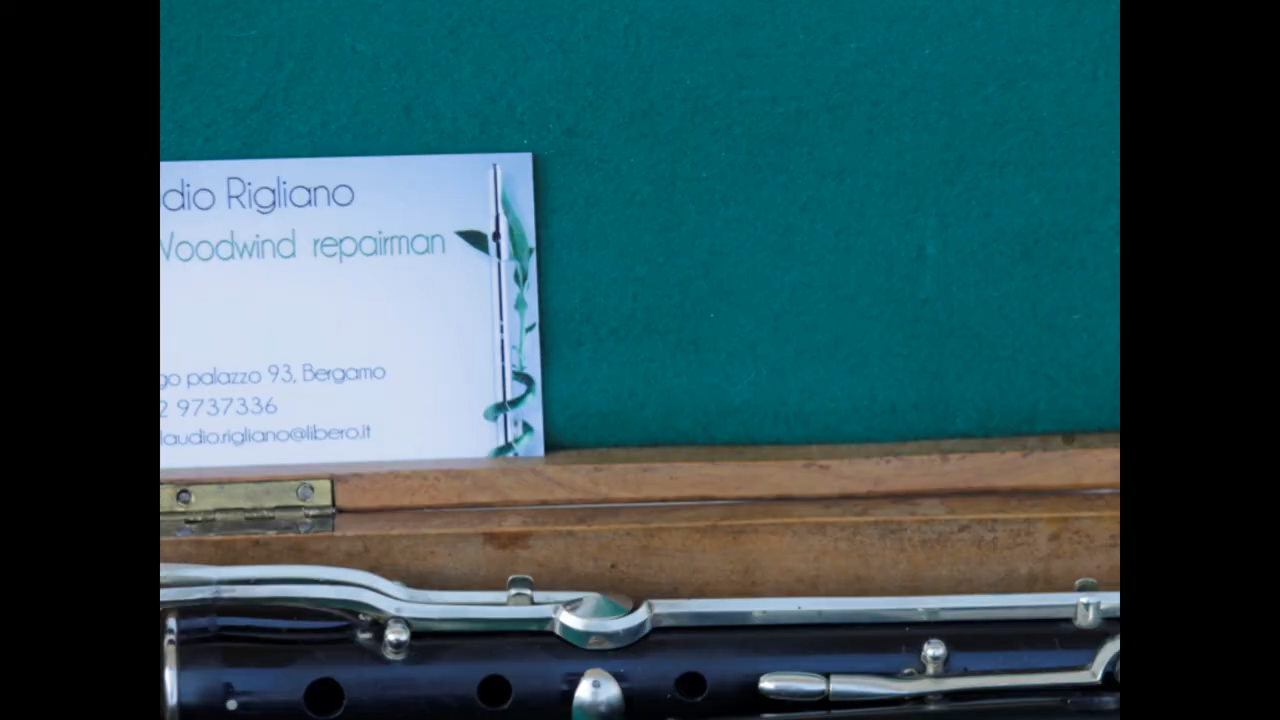 dio Rigliano
Woodwind repairman
go palazzo 93, Bergamo
2 9737336
laudio.rigliano@libero.it